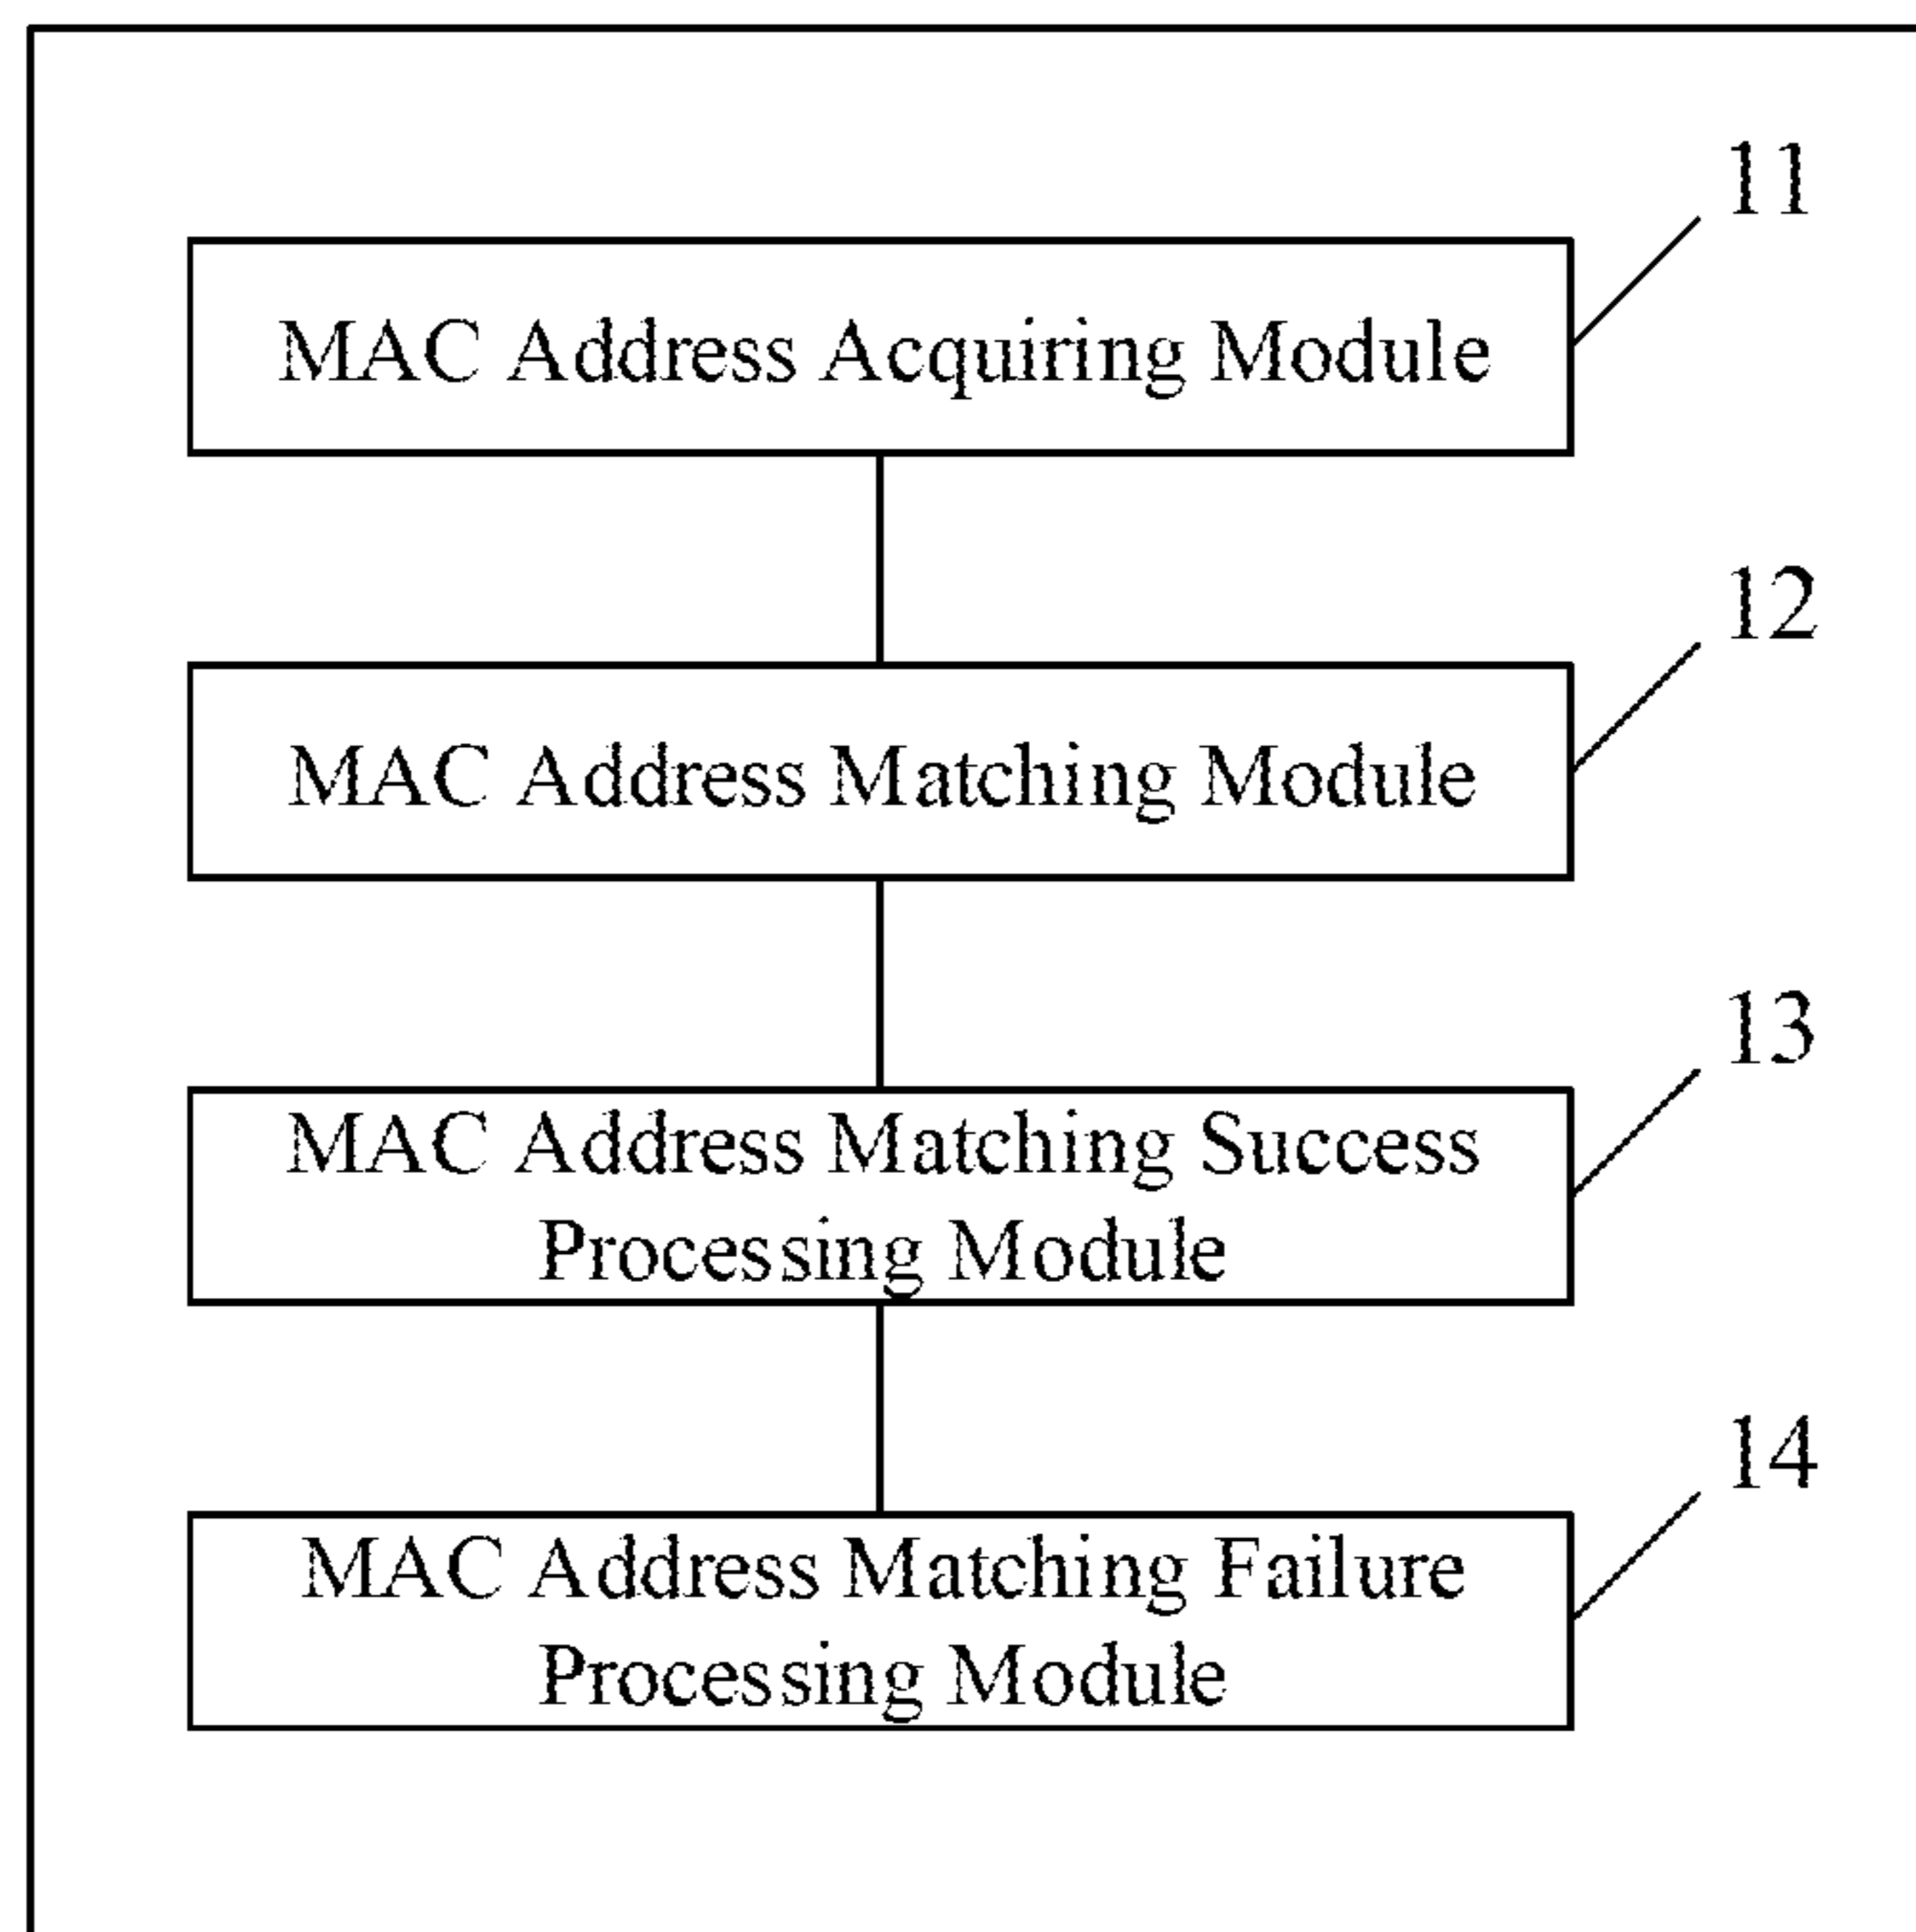 11
MAC Address Acquiring Module
12
MAC Address Matching Module
13
MAC Address Matching Success
Processing Module
14
MAC Address Matching Failure
Processing Module